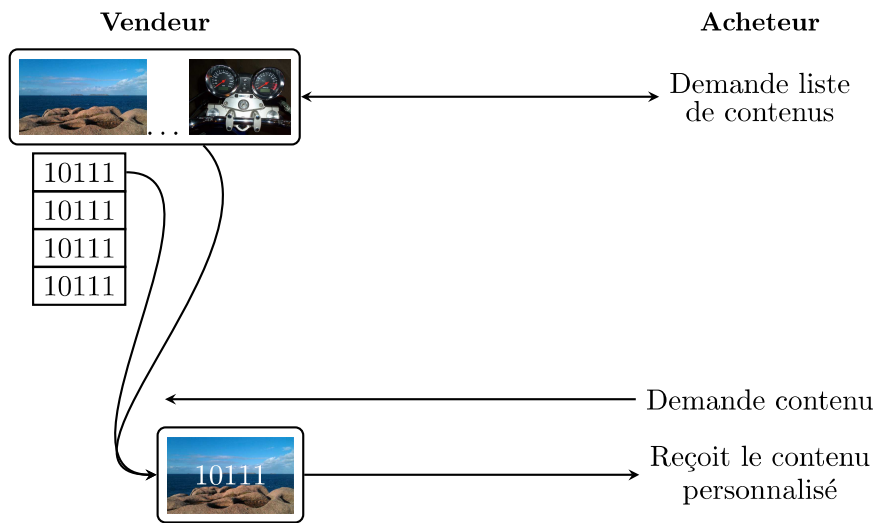 Vendeur
Acheteur
Demande liste
de contenus
...
10111
10111
10111
10111
Demande contenu
10111
Reçoit le contenu
personnalisé